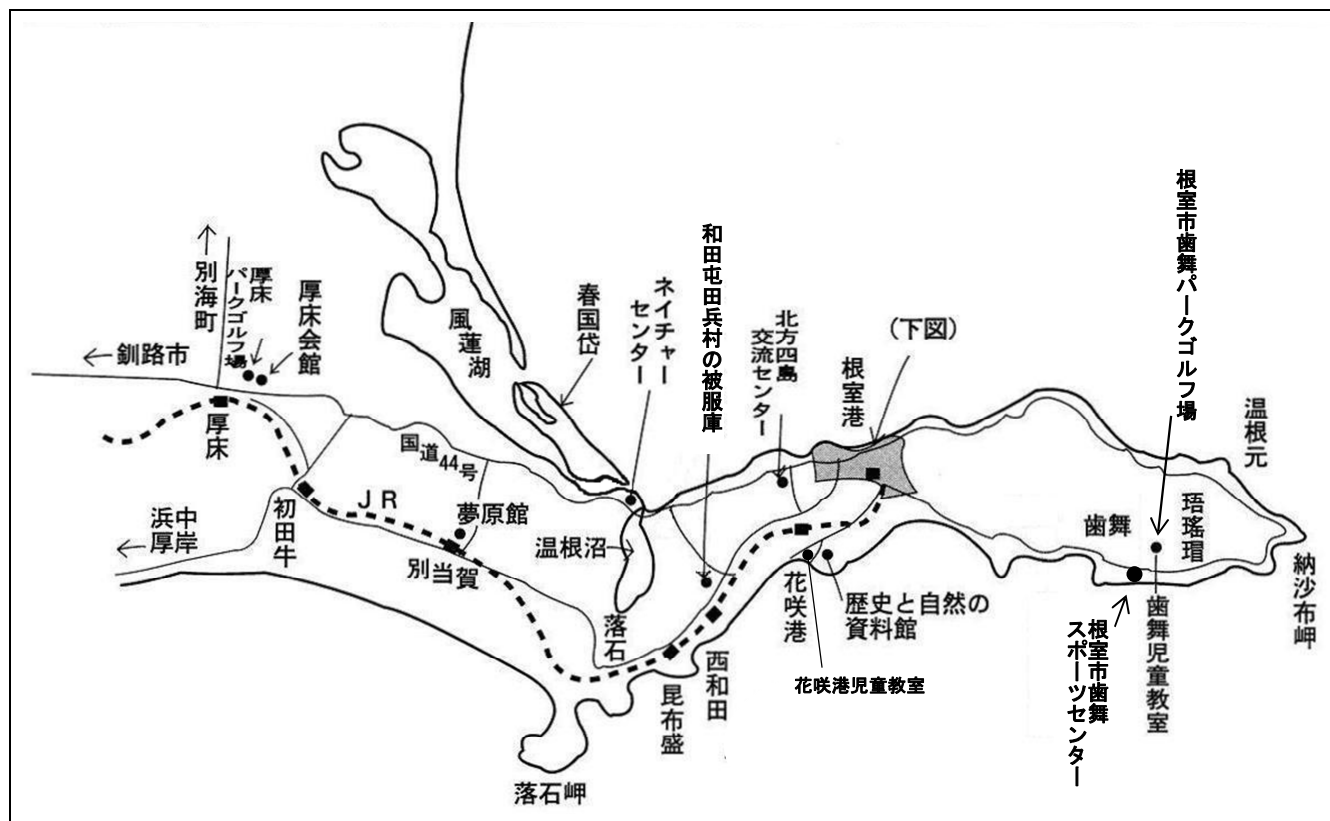 別海町
厚床
パークゴルフ場
厚床会館
釧路市
厚床
国道44号
JR
初田牛
浜中
厚岸
夢原館
別当賀
風蓮湖
春国岱
ネイチャー
センター
温根沼
落石
落石岬
昆布盛
西和田
和田屯田兵村の被服庫
北方四島
交流センター
根室港
(下図)
花咲港
歴史と自然の
資料館
花咲港児童教室
根室市歯舞パークゴルフ場
温根元
歯舞
珸瑤瑁
納沙布岬
歯舞児童教室
根室市歯舞
スポーツセンター